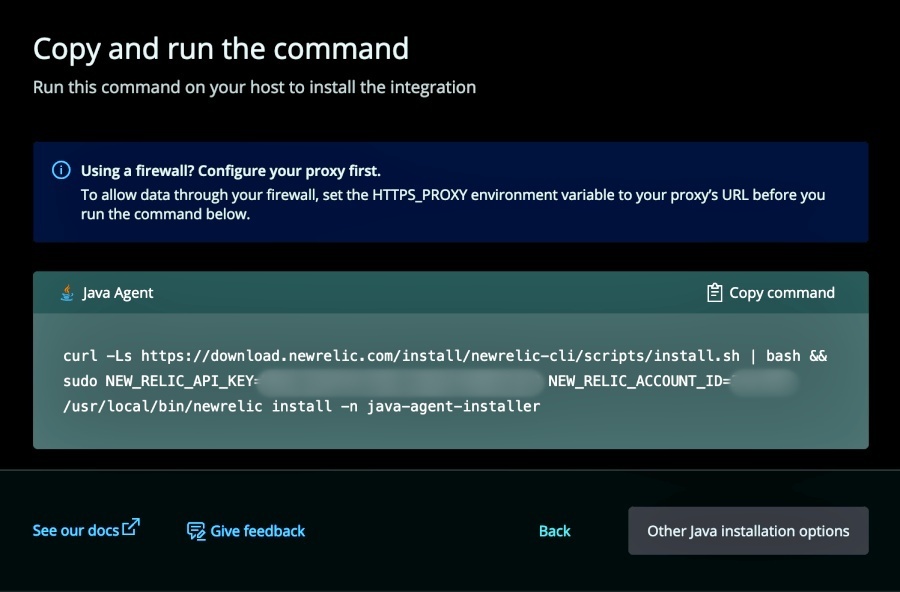 Copy and run the command
Run this command on your host to install the integration
Using a firewall? Configure your proxy first.
To allow data through your firewall, set the HTTPS_PROXY environment variable to your proxy’s URL before you
run the command below.
Java Agent
Copy command
curl -Ls https://download.newrelic.com/install/newrelic-cli/scripts/install.sh | bash &&
sudo NEW_RELIC_API_KEY= NEW_RELIC_ACCOUNT_ID=
/usr/local/bin/newrelic install -n java-agent-installer
See our docs
Give feedback
Back
Other Java installation options